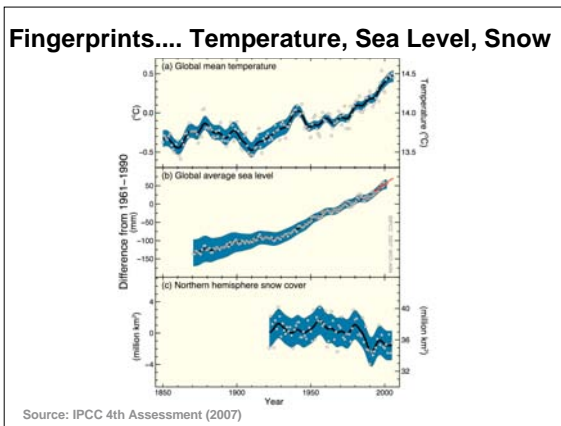 Fingerprints.... Temperature, Sea Level, Snow
(a) Global mean temperature
0.5
0.0
-0.5
(°C)
14.5
14.0
13.5
Temperature (°C)
(b) Global average sea level
50
0
-50
-100
-150
(mm)
Difference from 1961–1990
(c) Northern hemisphere snow cover
4
0
-4
(million km²)
40
36
32
(million km²)
1850
1900
1950
2000
Year
Source: IPCC 4th Assessment (2007)